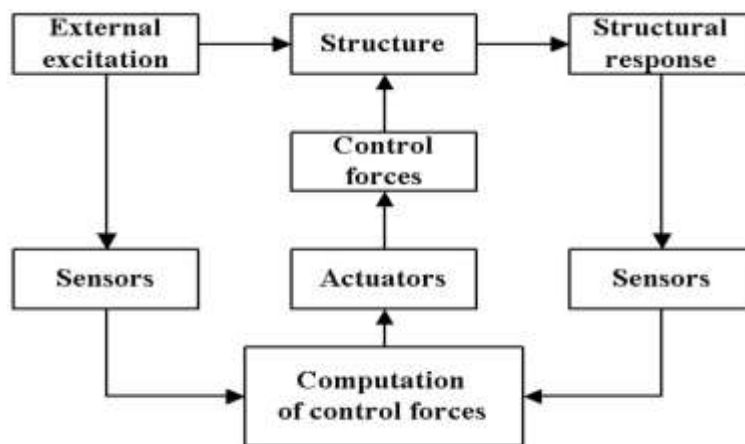 External
excitation
Structure
Structural
response
Control
forces
Sensors
Actuators
Sensors
Computation
of control forces